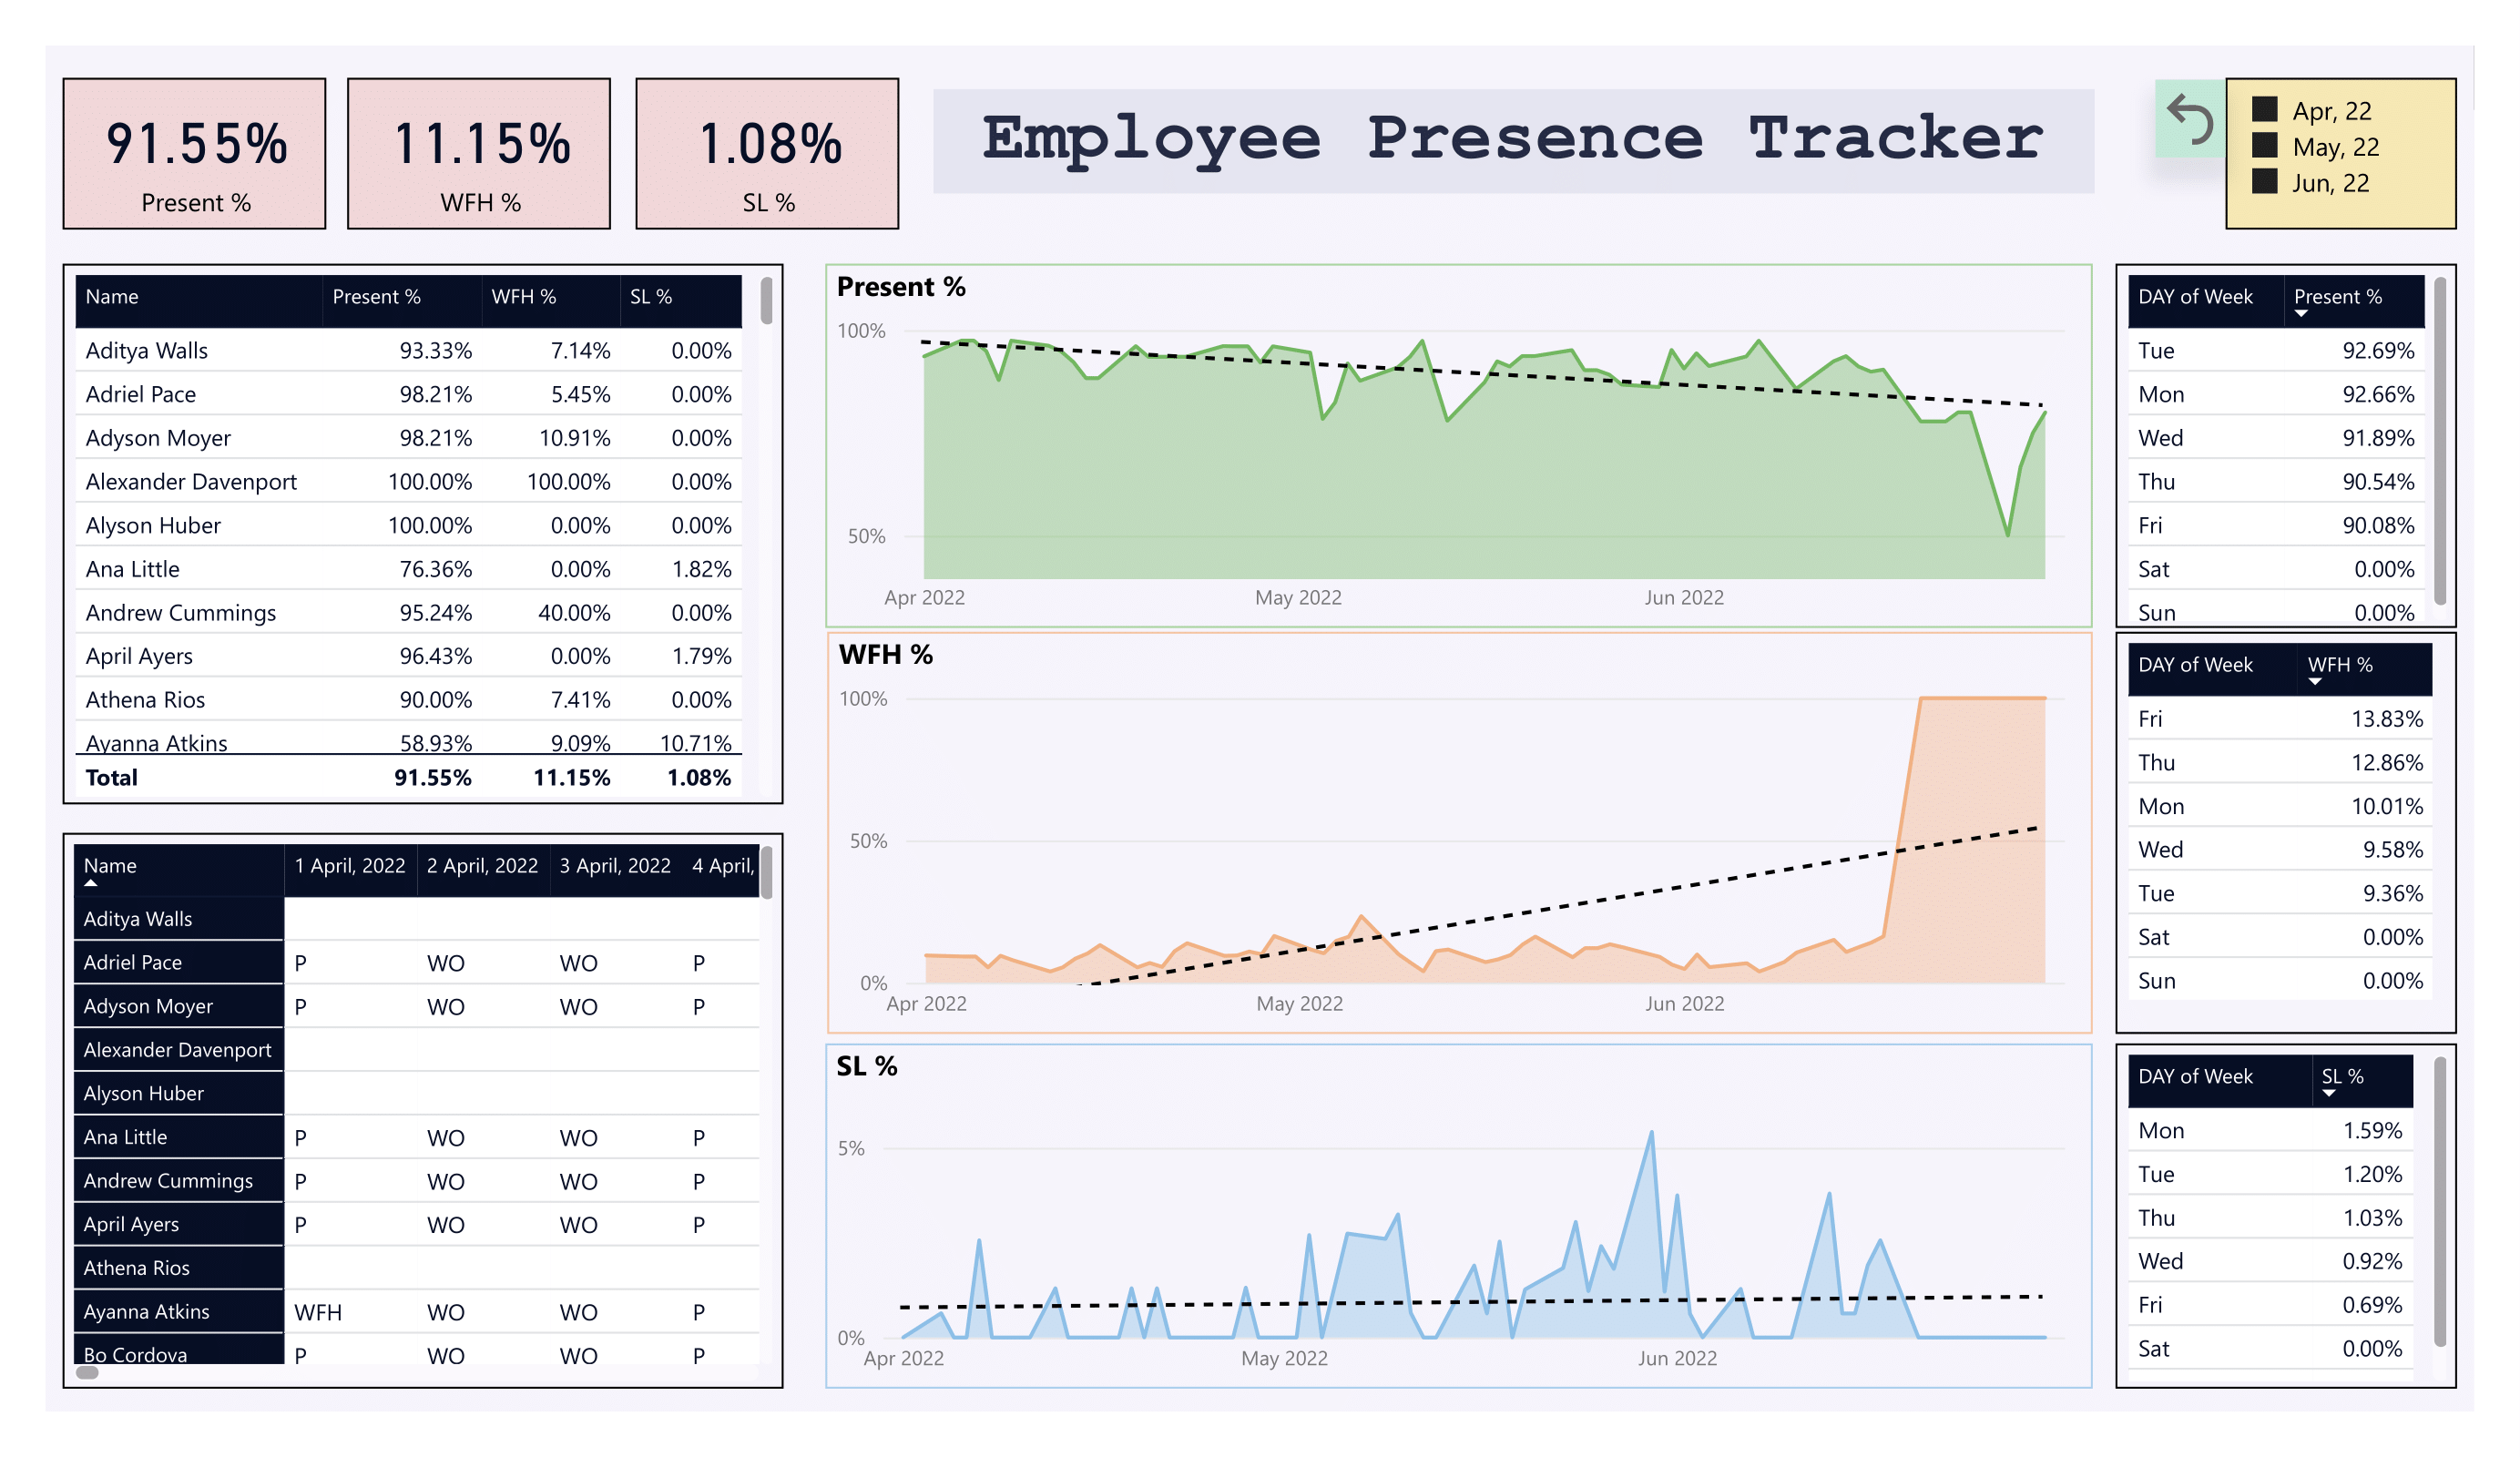 91.55%
Present %
11.15%
WFH %
1.08%
SL %
Employee Presence Tracker
Apr, 22
May, 22
Jun, 22
Name Present % WFH % SL %
Aditya Walls 93.33% 7.14% 0.00%
Adriel Pace 98.21% 5.45% 0.00%
Adyson Moyer 98.21% 10.91% 0.00%
Alexander Davenport 100.00% 100.00% 0.00%
Alyson Huber 100.00% 0.00% 0.00%
Ana Little 76.36% 0.00% 1.82%
Andrew Cummings 95.24% 40.00% 0.00%
April Ayers 96.43% 0.00% 1.79%
Athena Rios 90.00% 7.41% 0.00%
Ayanna Atkins 58.93% 9.09% 10.71%
Total 91.55% 11.15% 1.08%
Name 1 April, 2022 2 April, 2022 3 April, 2022 4 April,
Aditya Walls
Adriel Pace P WO WO P
Adyson Moyer P WO WO P
Alexander Davenport
Alyson Huber
Ana Little P WO WO P
Andrew Cummings P WO WO P
April Ayers P WO WO P
Athena Rios
Ayanna Atkins WFH WO WO P
Bo Cordova P WO WO P
Present %
100%
50%
Apr 2022 May 2022 Jun 2022
WFH %
100%
50%
0%
Apr 2022 May 2022 Jun 2022
SL %
5%
0%
Apr 2022 May 2022 Jun 2022
DAY of Week Present %
Tue 92.69%
Mon 92.66%
Wed 91.89%
Thu 90.54%
Fri 90.08%
Sat 0.00%
Sun 0.00%
DAY of Week WFH %
Fri 13.83%
Thu 12.86%
Mon 10.01%
Wed 9.58%
Tue 9.36%
Sat 0.00%
Sun 0.00%
DAY of Week SL %
Mon 1.59%
Tue 1.20%
Thu 1.03%
Wed 0.92%
Fri 0.69%
Sat 0.00%